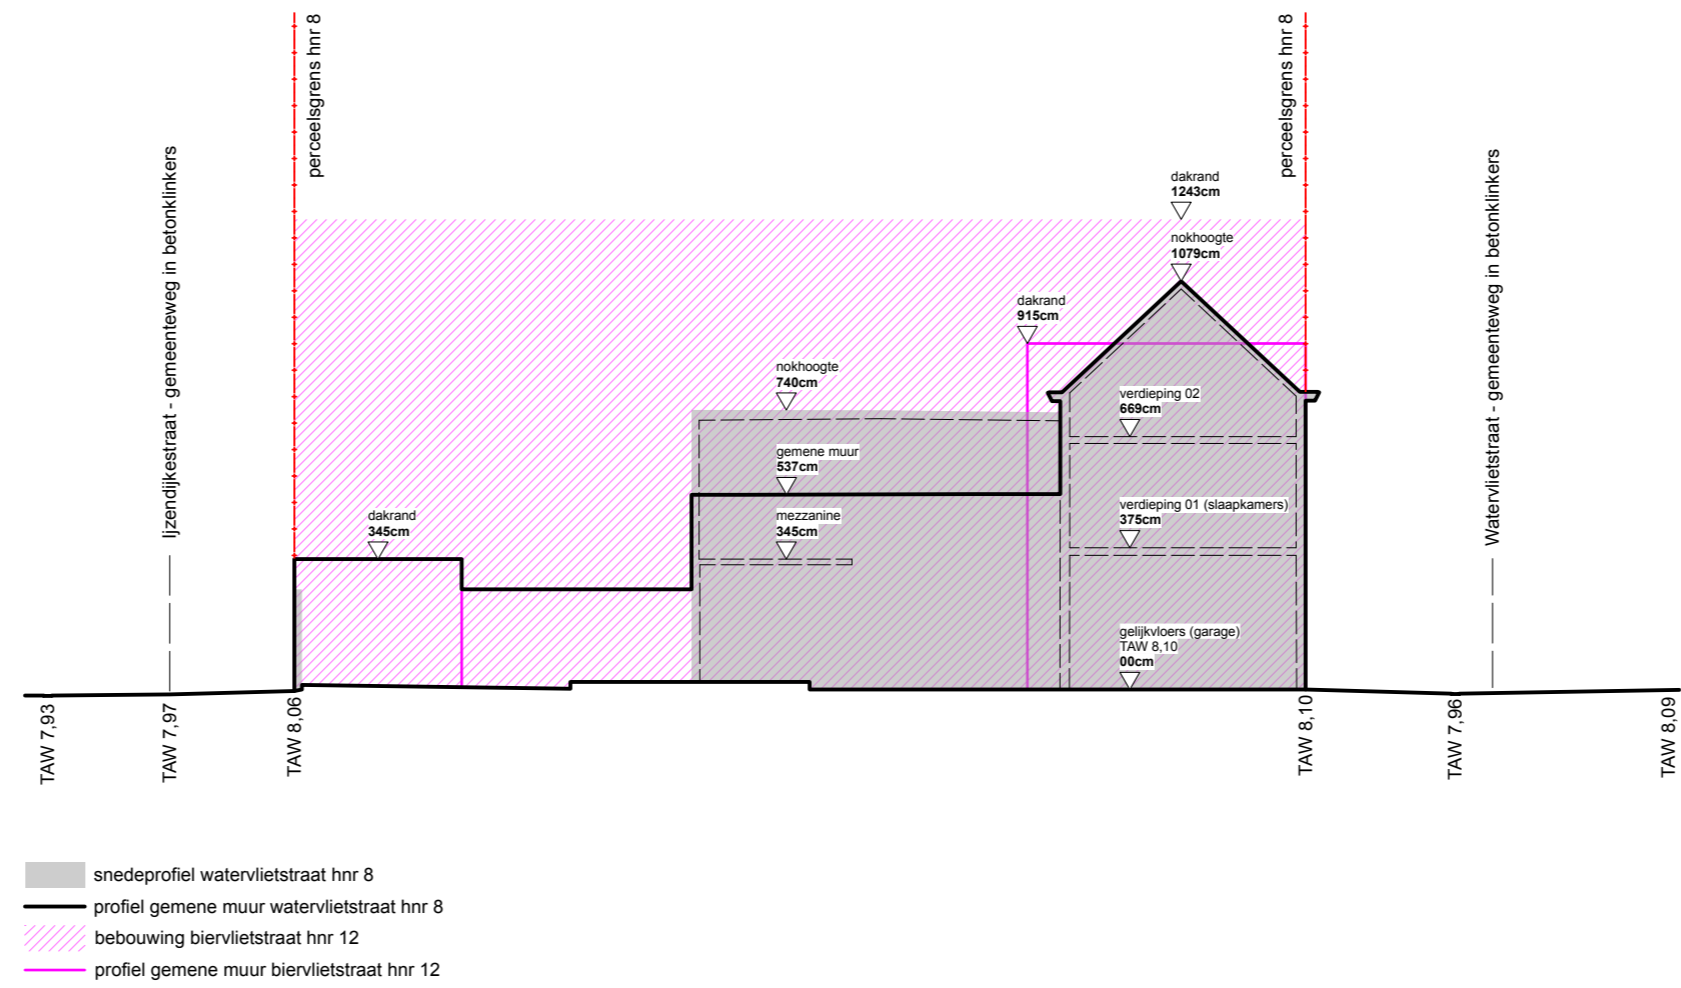 perceelsgrens hnr 8
perceelsgrens hnr 8
Ijzendijkestraat - gemeenteweg in betonklinkers
Watervlietstraat - gemeenteweg in betonklinkers
dakrand
1243cm
nokhoogte
1079cm
dakrand
915cm
nokhoogte
740cm
verdieping 02
669cm
gemene muur
537cm
verdieping 01 (slaapkamers)
375cm
dakrand
345cm
mezzanine
345cm
gelijkvloers (garage)
TAW 8,10
00cm
TAW 7,93
TAW 7,97
TAW 8,06
TAW 8,10
TAW 7,96
TAW 8,09
snedeprofiel watervlietstraat hnr 8
profiel gemene muur watervlietstraat hnr 8
bebouwing biervlietstraat hnr 12
profiel gemene muur biervlietstraat hnr 12